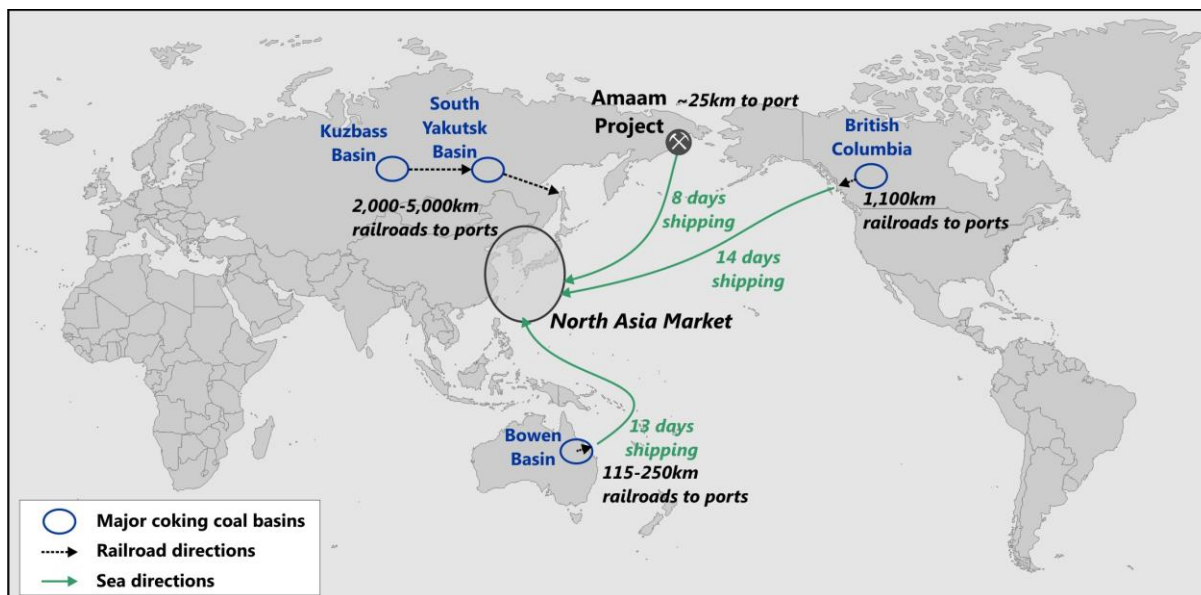 Amaam
Project
~25km to port
South
Yakutsk
Basin
Kuzbass
Basin
British
Columbia
2,000-5,000km
railroads to ports
8 days
shipping
1,100km
railroads to ports
14 days
shipping
North Asia Market
Bowen
Basin
13 days
shipping
115-250km
railroads to ports
Major coking coal basins
Railroad directions
Sea directions